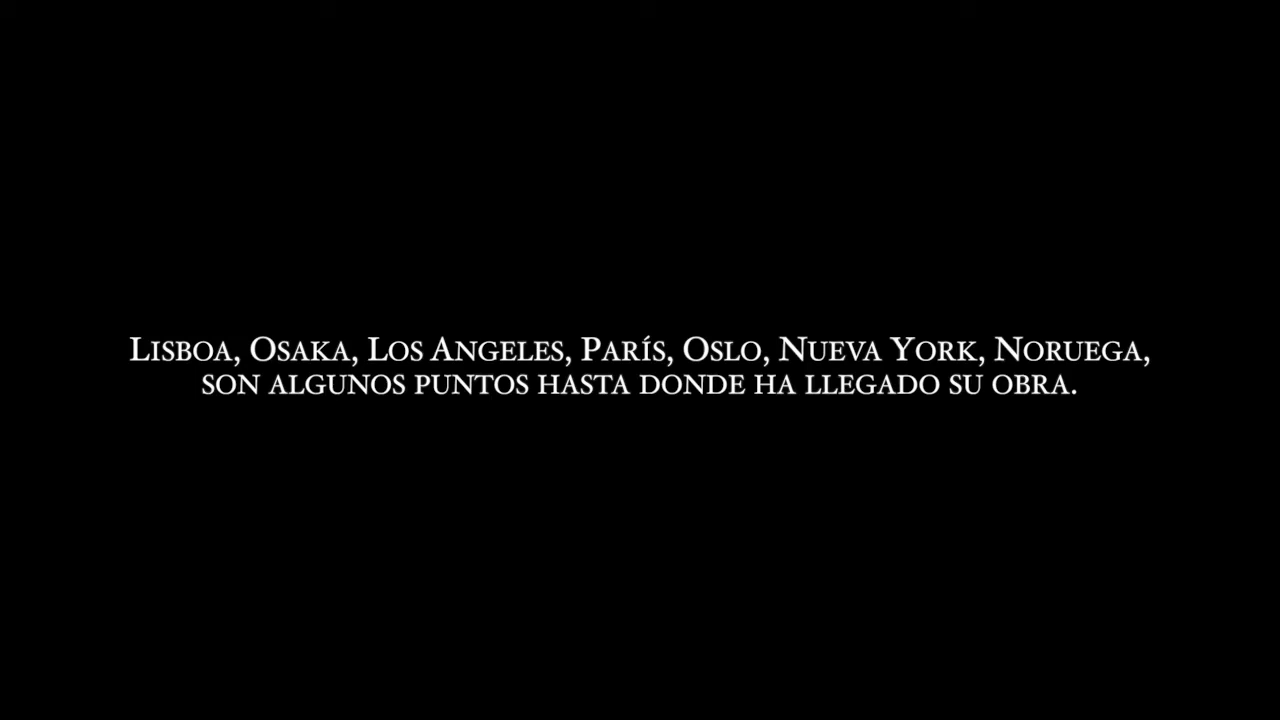 Lisboa, Osaka, Los Angeles, París, Oslo, Nueva York, Noruega,
son algunos puntos hasta donde ha llegado su obra.